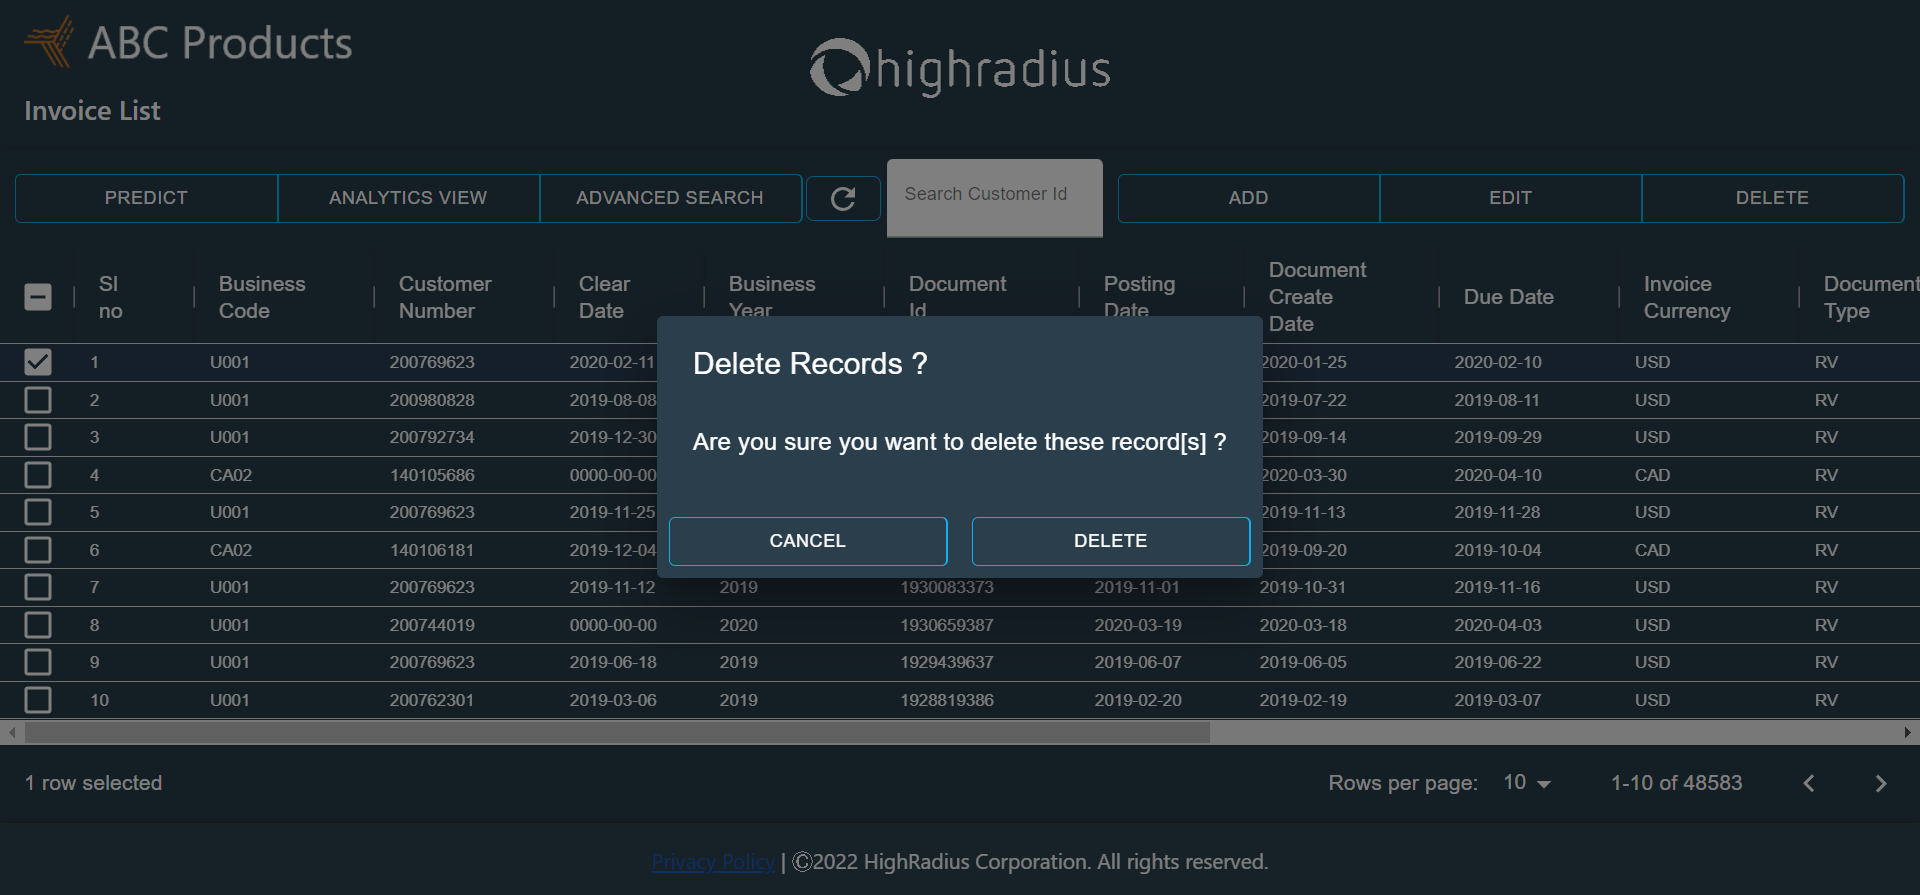 ABC Products
highradius
Invoice List
PREDICT ANALYTICS VIEW ADVANCED SEARCH Search Customer Id ADD EDIT DELETE
Sl no Business Code Customer Number Clear Date Business Year Document Id Posting Date Document Create Date Due Date Invoice Currency Document Type
1 U001 200769623 2020-02-11 2020-01-25 2020-02-10 USD RV
2 U001 200980828 2019-08-08 2019-07-22 2019-08-11 USD RV
3 U001 200792734 2019-12-30 2019-09-14 2019-09-29 USD RV
4 CA02 140105686 0000-00-00 2020-03-30 2020-04-10 CAD RV
5 U001 200769623 2019-11-25 2019-11-13 2019-11-28 USD RV
6 CA02 140106181 2019-12-04 2019-09-20 2019-10-04 CAD RV
7 U001 200769623 2019-11-12 2019 1930083373 2019-11-01 2019-10-31 2019-11-16 USD RV
8 U001 200744019 0000-00-00 2020 1930659387 2020-03-19 2020-03-18 2020-04-03 USD RV
9 U001 200769623 2019-06-18 2019 1929439637 2019-06-07 2019-06-05 2019-06-22 USD RV
10 U001 200762301 2019-03-06 2019 1928819386 2019-02-20 2019-02-19 2019-03-07 USD RV
Delete Records ?
Are you sure you want to delete these record[s] ?
CANCEL DELETE
1 row selected Rows per page: 10 1-10 of 48583
Privacy Policy | ©2022 HighRadius Corporation. All rights reserved.